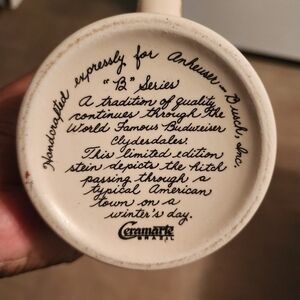 Handcrafted expressly for Anheuser-Busch, Inc.
"B" Series
A tradition of quality
continues through the
World Famous Budweiser
Clydesdales.
This limited edition
stein depicts the hitch
passing through a
typical American
town on a
winter's day.
Ceramarte
BRAZIL